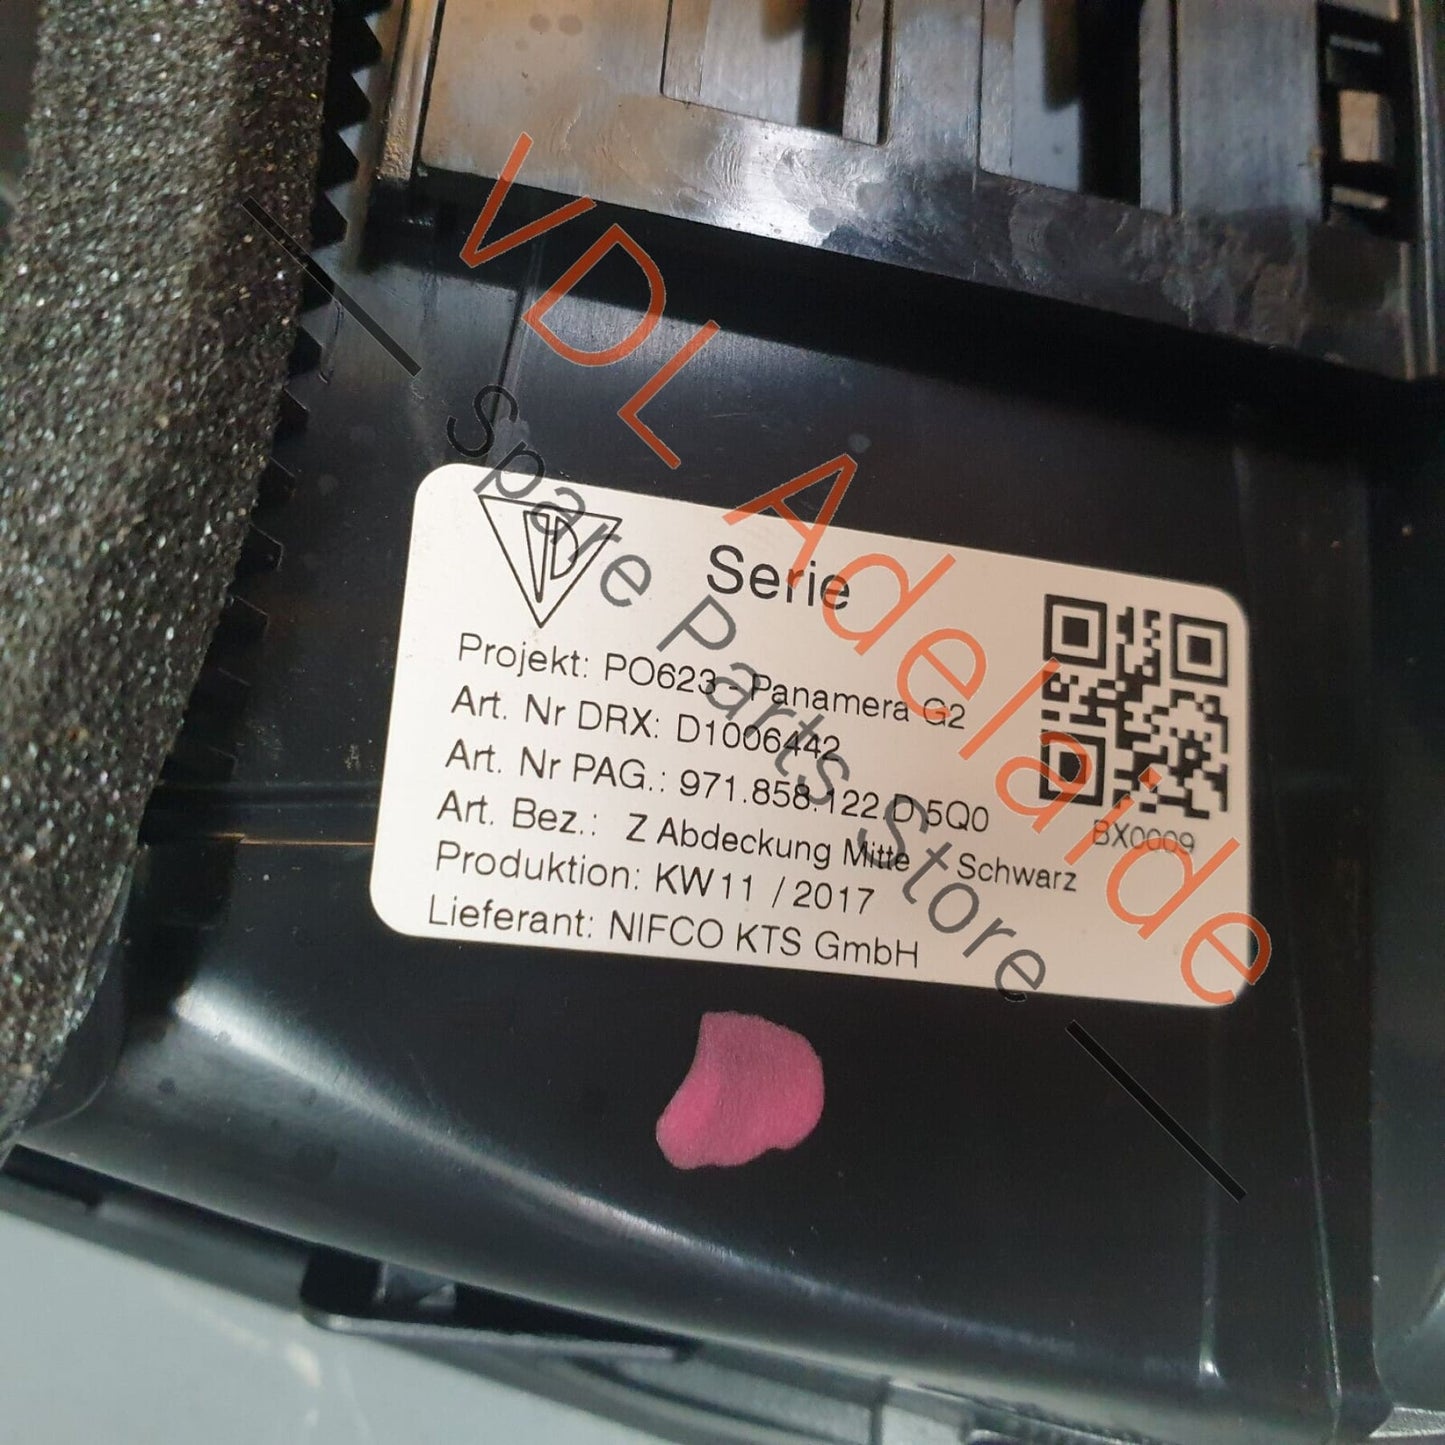 VDL Adelaide
Spare Parts Store
Serie
Projekt: PO623 - Panamera G2
Art. Nr DRX: D1006442
Art. Nr PAG.: 971.858.122.D 5Q0
Art. Bez.: Z Abdeckung Mitte Schwarz
Produktion: KW11 / 2017
Lieferant: NIFCO KTS GmbH
BX0009